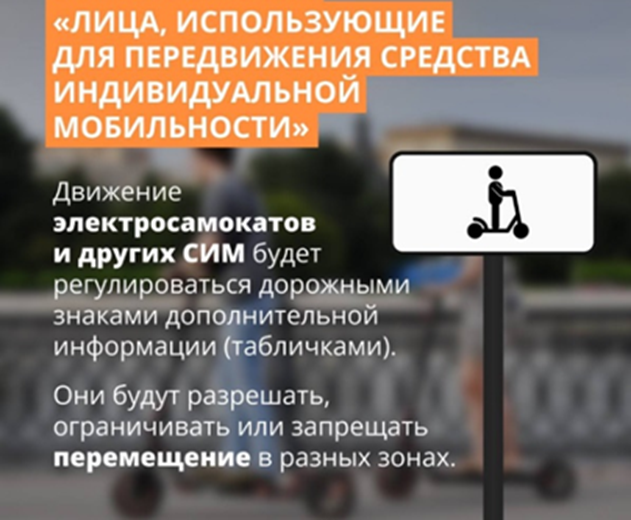 «ЛИЦА, ИСПОЛЬЗУЮЩИЕ
ДЛЯ ПЕРЕДВИЖЕНИЯ СРЕДСТВА
ИНДИВИДУАЛЬНОЙ
МОБИЛЬНОСТИ»
Движение
электросамокатов
и других СИМ будет
регулироваться дорожными
знаками дополнительной
информации (табличками).
Они будут разрешать,
ограничивать или запрещать
перемещение в разных зонах.